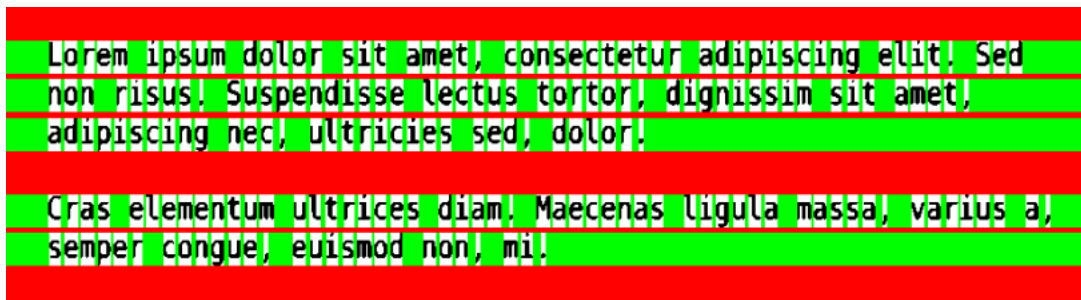 Lorem ipsum dolor sit amet, consectetur adipiscing elit. Sed
non risus. Suspendisse lectus tortor, dignissim sit amet,
adipiscing nec, ultricies sed, dolor.
Cras elementum ultrices diam. Maecenas ligula massa, varius a,
semper congue, euismod non, mi.